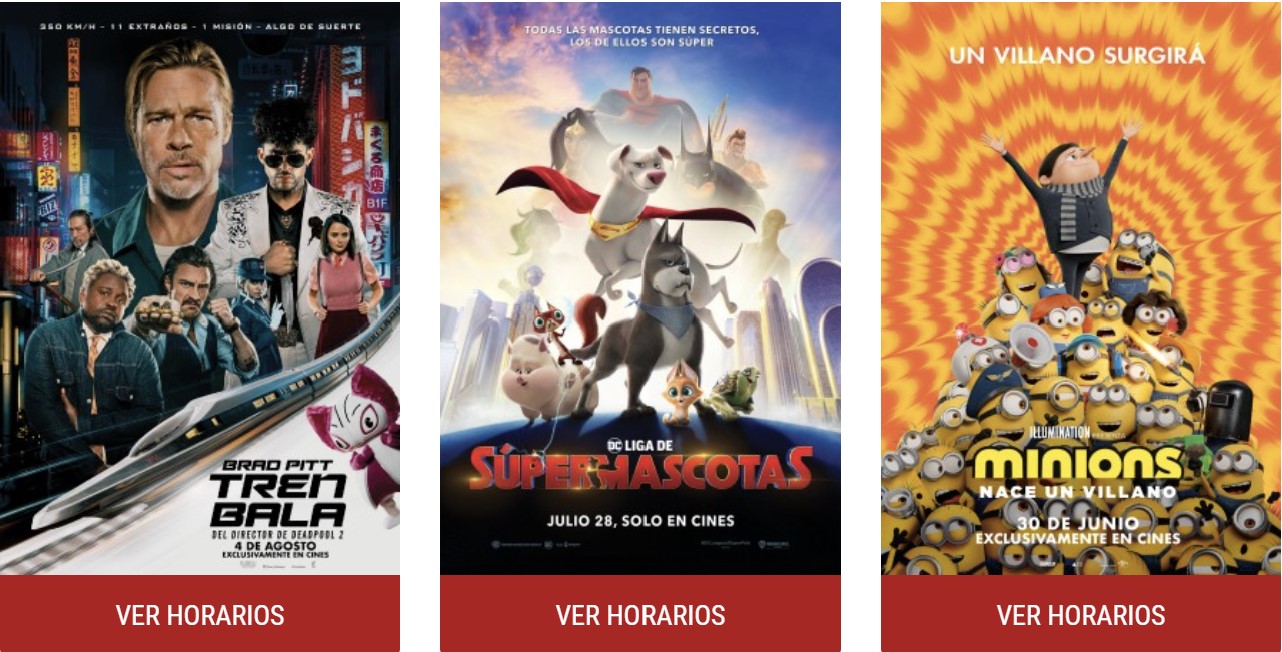 350 KM/H - 11 EXTRAÑOS - 1 MISIÓN - ALGO DE SUERTE
ヨドバシカ
B1F
BRAD PITT
TREN
BALA
DEL DIRECTOR DE DEADPOOL 2
4 DE AGOSTO
EXCLUSIVAMENTE EN CINES
VER HORARIOS
TODAS LAS MASCOTAS TIENEN SECRETOS,
LOS DE ELLOS SON SÚPER
DC LIGA DE
SÚPERMASCOTAS
JULIO 28, SOLO EN CINES
VER HORARIOS
UN VILLANO SURGIRÁ
ILLUMINATION PRESENTA
minions
NACE UN VILLANO
30 DE JUNIO
EXCLUSIVAMENTE EN CINES
VER HORARIOS